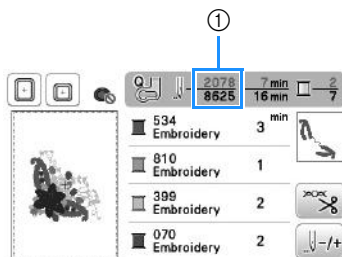 ①
Q
2078 7 min 2
8625 16 min 7
534 Embroidery 3 min
810 Embroidery 1
399 Embroidery 2
070 Embroidery 2
-/+